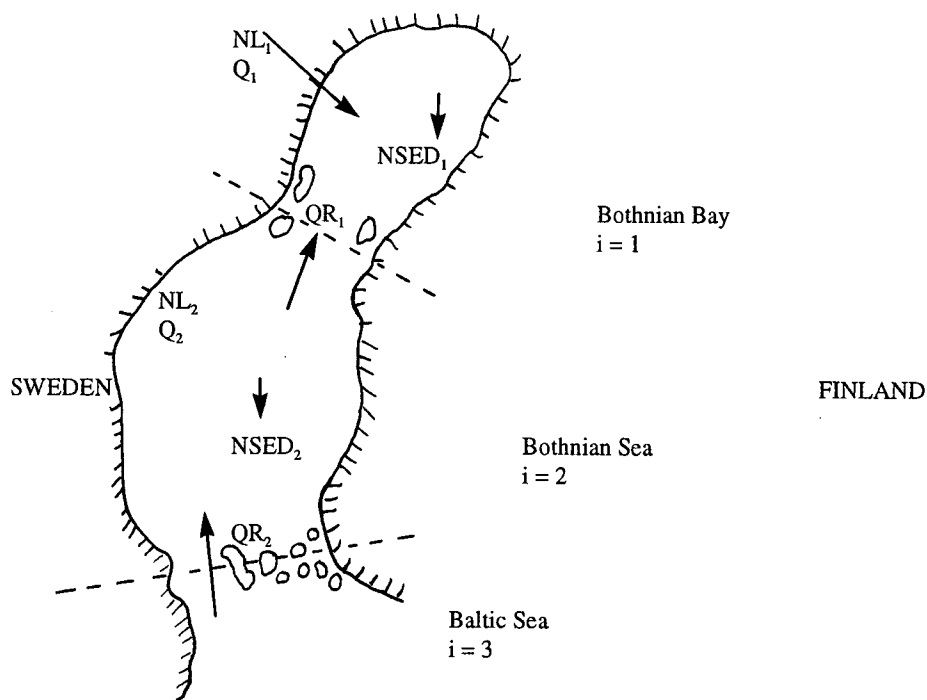 NL₁
Q₁
NSED₁
QR₁
Bothnian Bay
i = 1
NL₂
Q₂
SWEDEN
FINLAND
NSED₂
Bothnian Sea
i = 2
QR₂
Baltic Sea
i = 3